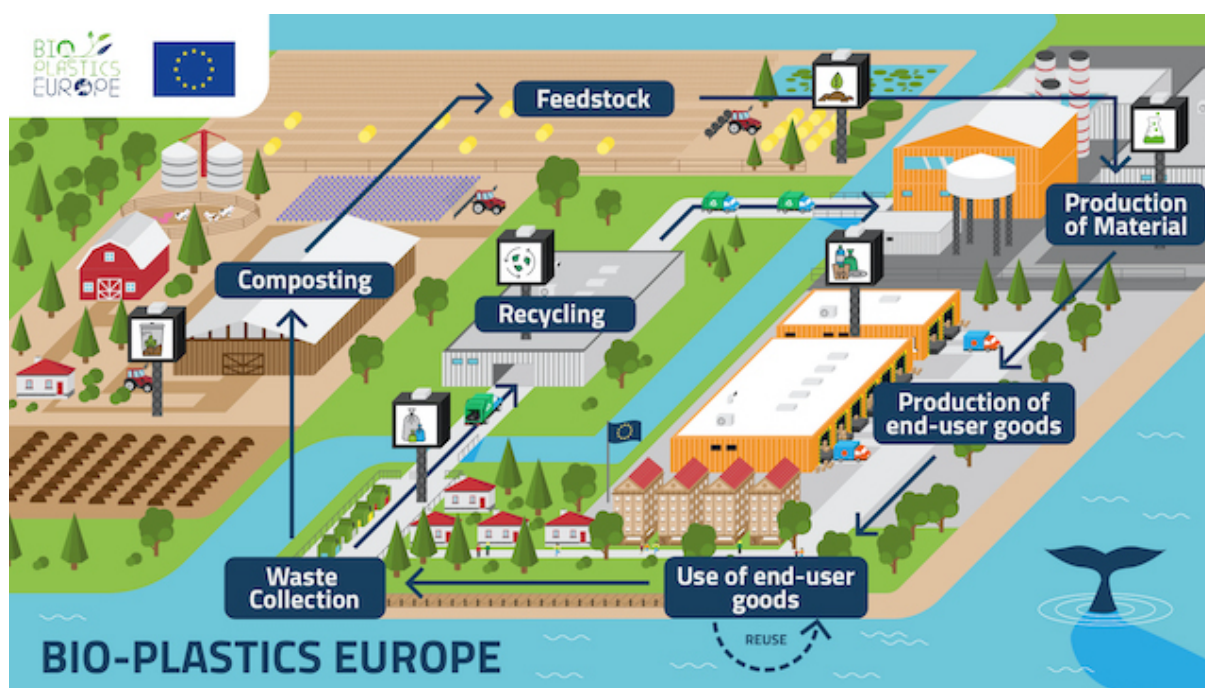 BIO
PLASTICS
EUROPE
Feedstock
Production
of Material
Composting
Recycling
Production of
end-user goods
Waste
Collection
Use of end-user
goods
REUSE
BIO-PLASTICS EUROPE